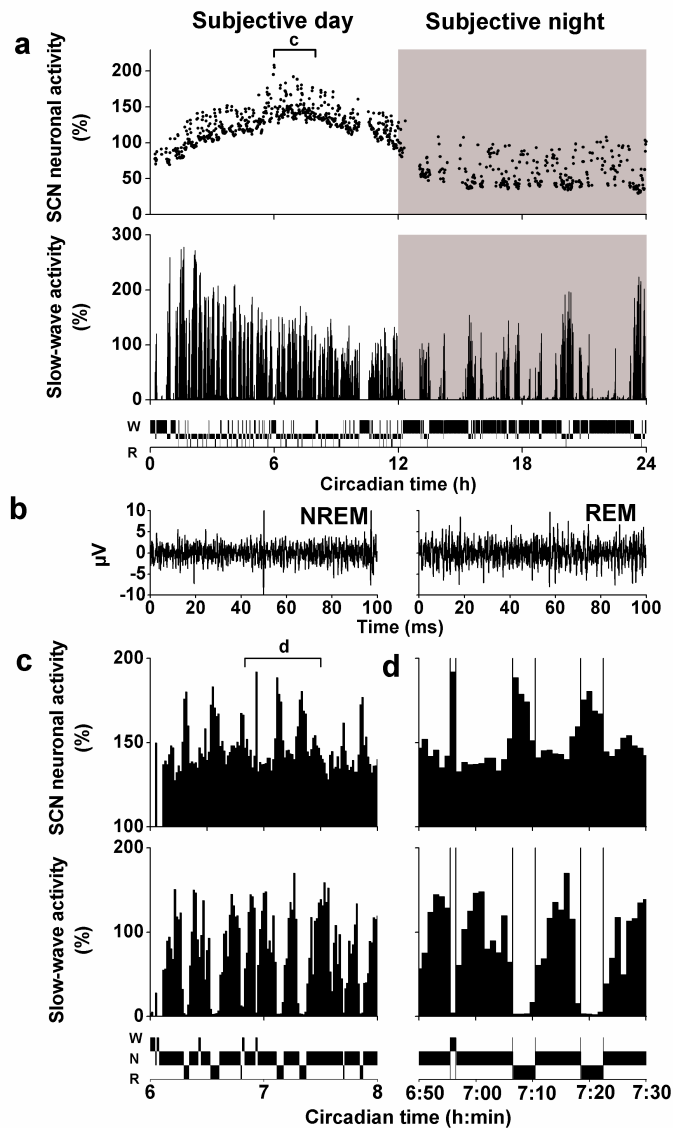 Subjective day Subjective night
a
c
SCN neuronal activity (%)
200
150
100
50
0
Slow-wave activity (%)
300
200
100
0
W
R
0 6 12 18 24
Circadian time (h)
b
NREM REM
µV
10
5
0
-5
-10
0 20 40 60 80 100 0 20 40 60 80 100
Time (ms)
c
d
d
SCN neuronal activity (%)
200
150
100
Slow-wave activity (%)
200
100
0
W
N
R
6 7 8 6:50 7:00 7:10 7:20 7:30
Circadian time (h:min)